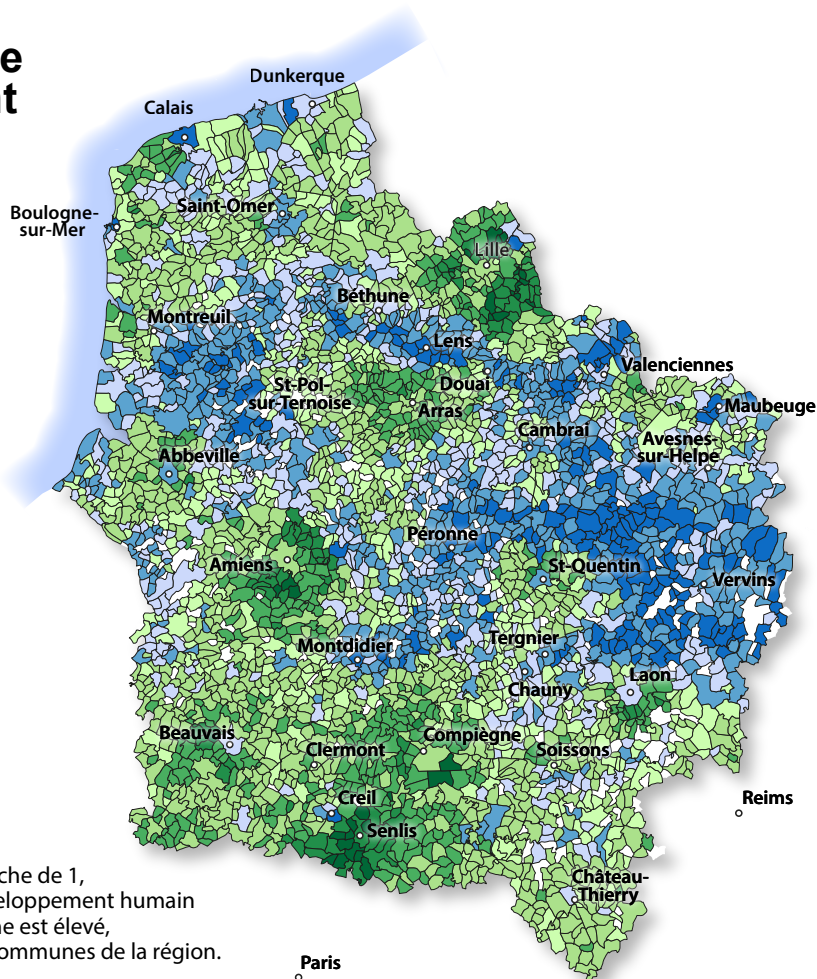 e
t
Dunkerque
Calais
Boulogne-
sur-Mer
Saint-Omer
Lille
Béthune
Montreuil
Lens
Valenciennes
St-Pol-
sur-Ternoise
Douai
Arras
Maubeuge
Cambrai
Avesnes-
sur-Helpe
Abbeville
Péronne
Amiens
St-Quentin
Vervins
Montdidier
Tergnier
Laon
Chauny
Beauvais
Clermont
Compiègne
Soissons
Creil
Reims
Senlis
Château-
Thierry
che de 1,
eloppement humain
ne est élevé,
ommunes de la région.
Paris